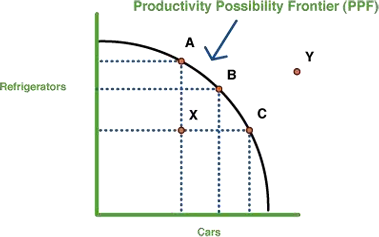 Productivity Possibility Frontier (PPF)
A
Y
B
Refrigerators
X
C
Cars